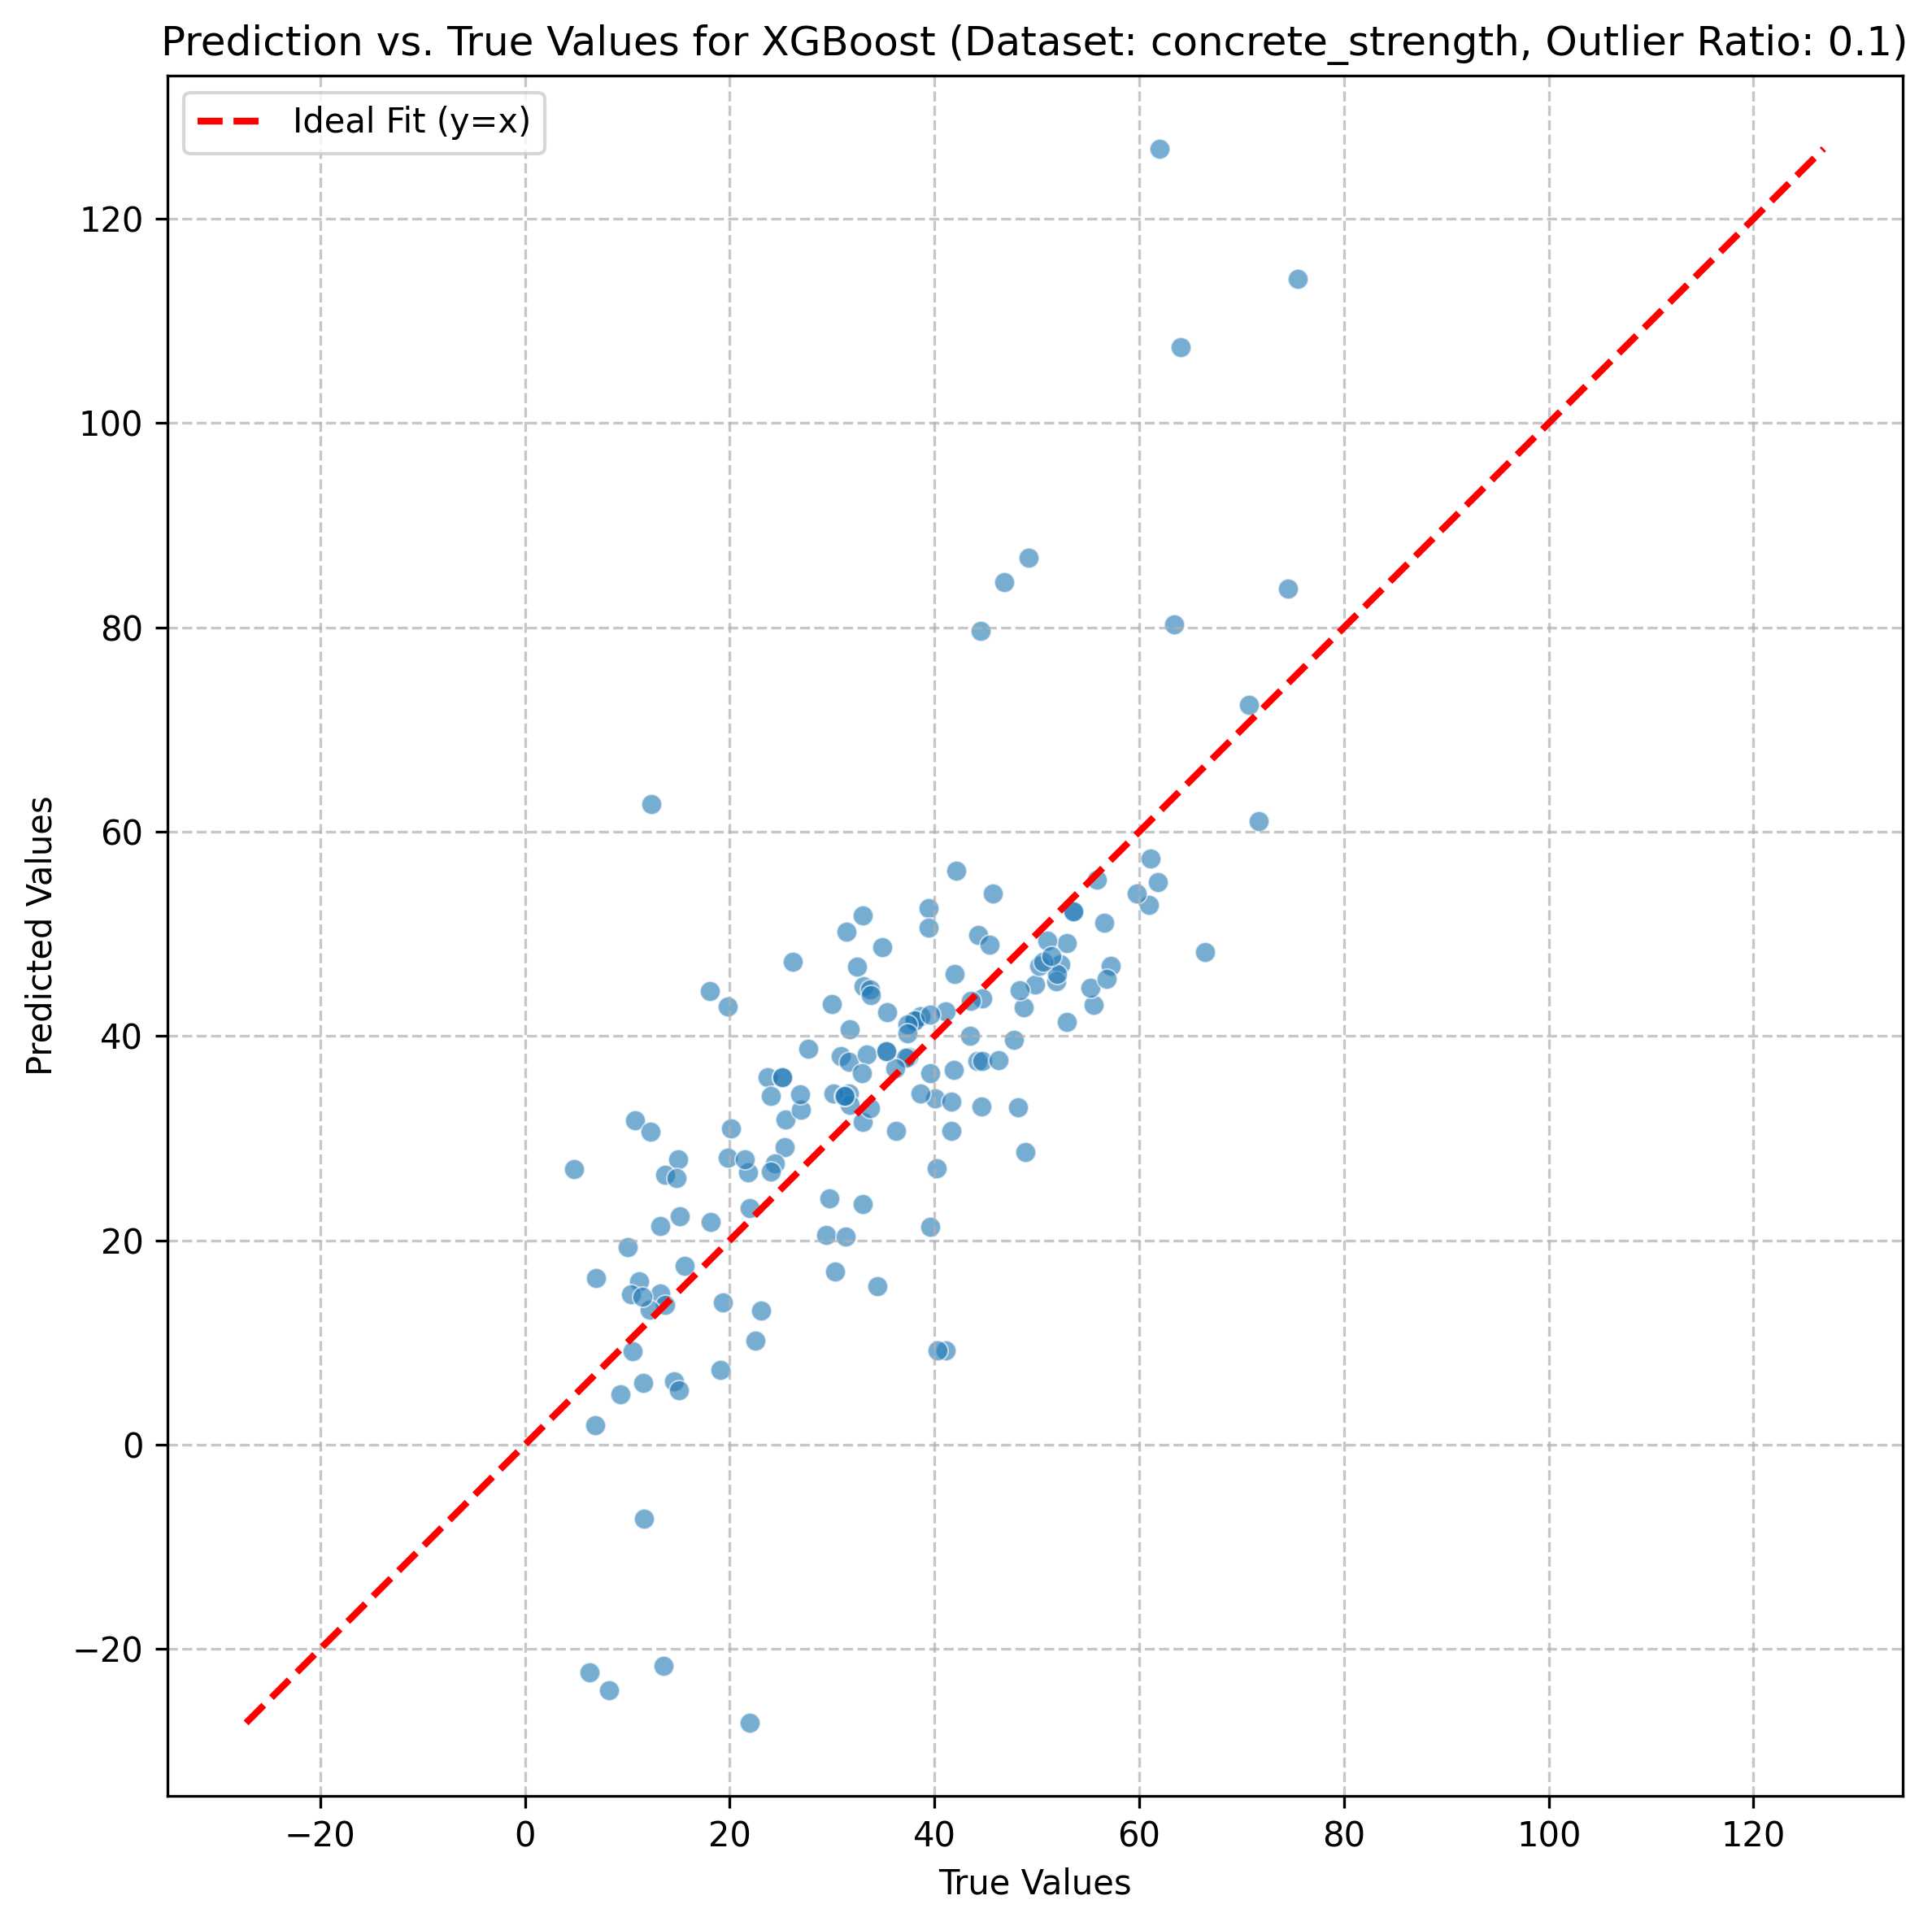 Prediction vs. True Values for XGBoost (Dataset: concrete_strength, Outlier Ratio: 0.1)
Ideal Fit (y=x)
Predicted Values
120
100
80
60
40
20
0
−20
−20 0 20 40 60 80 100 120
True Values